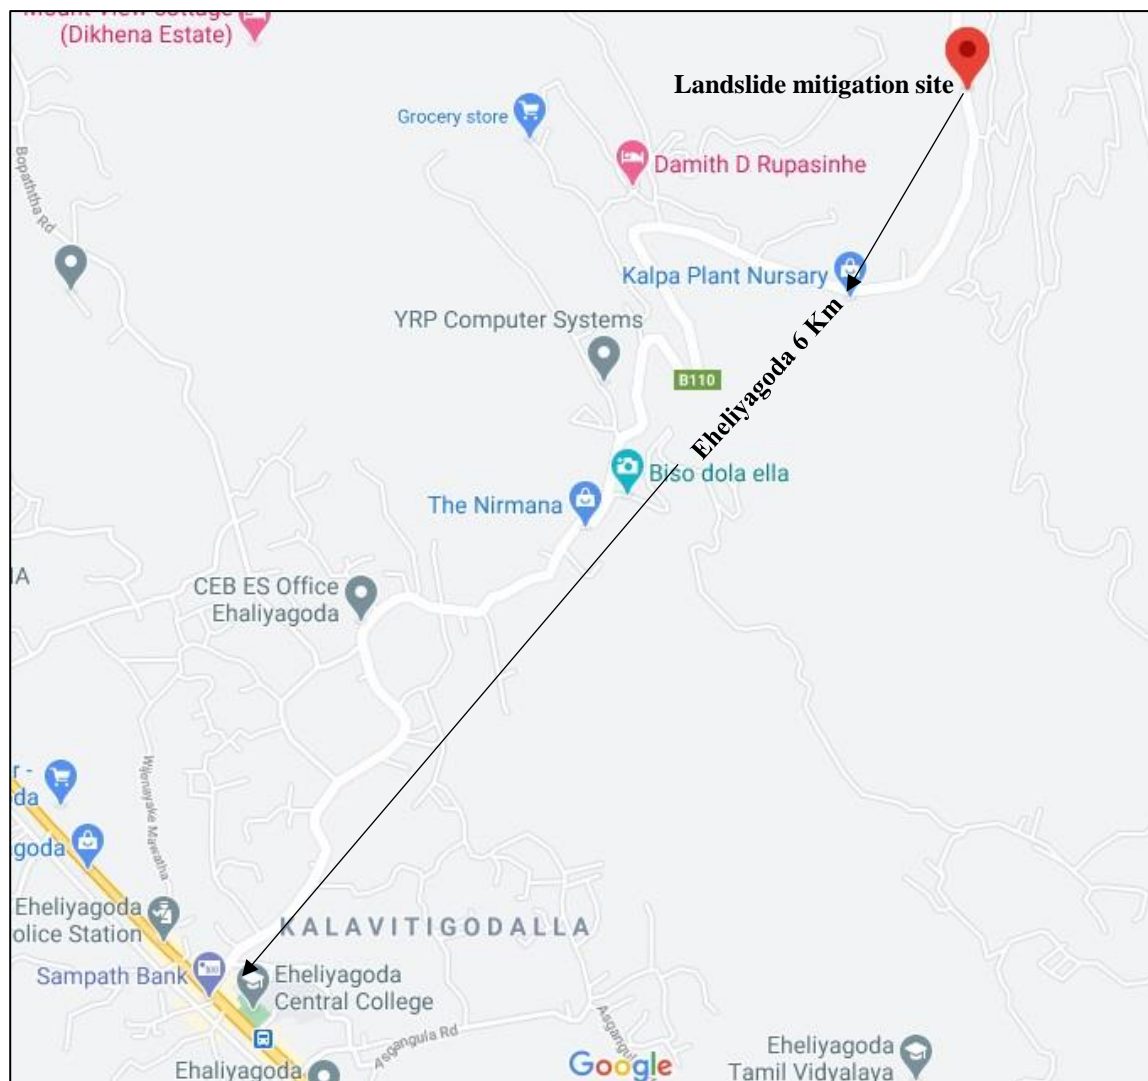 Mount View Cottage
(Dikhena Estate)
Landslide mitigation site
Grocery store
Bopaththa Rd
Damith D Rupasinhe
Kalpa Plant Nursary
YRP Computer Systems
B110
Eheliyagoda 6 Km
Biso dola ella
The Nirmana
IA
CEB ES Office
Ehaliyagoda
Wijenayake Mawatha
r -
oda
goda
Eheliyagoda
olice Station
KALAVITIGODALLA
Sampath Bank
Eheliyagoda
Central College
Asgangula Rd
Asgangul
Ehaliyagoda
Google
Eheliyagoda
Tamil Vidyalaya